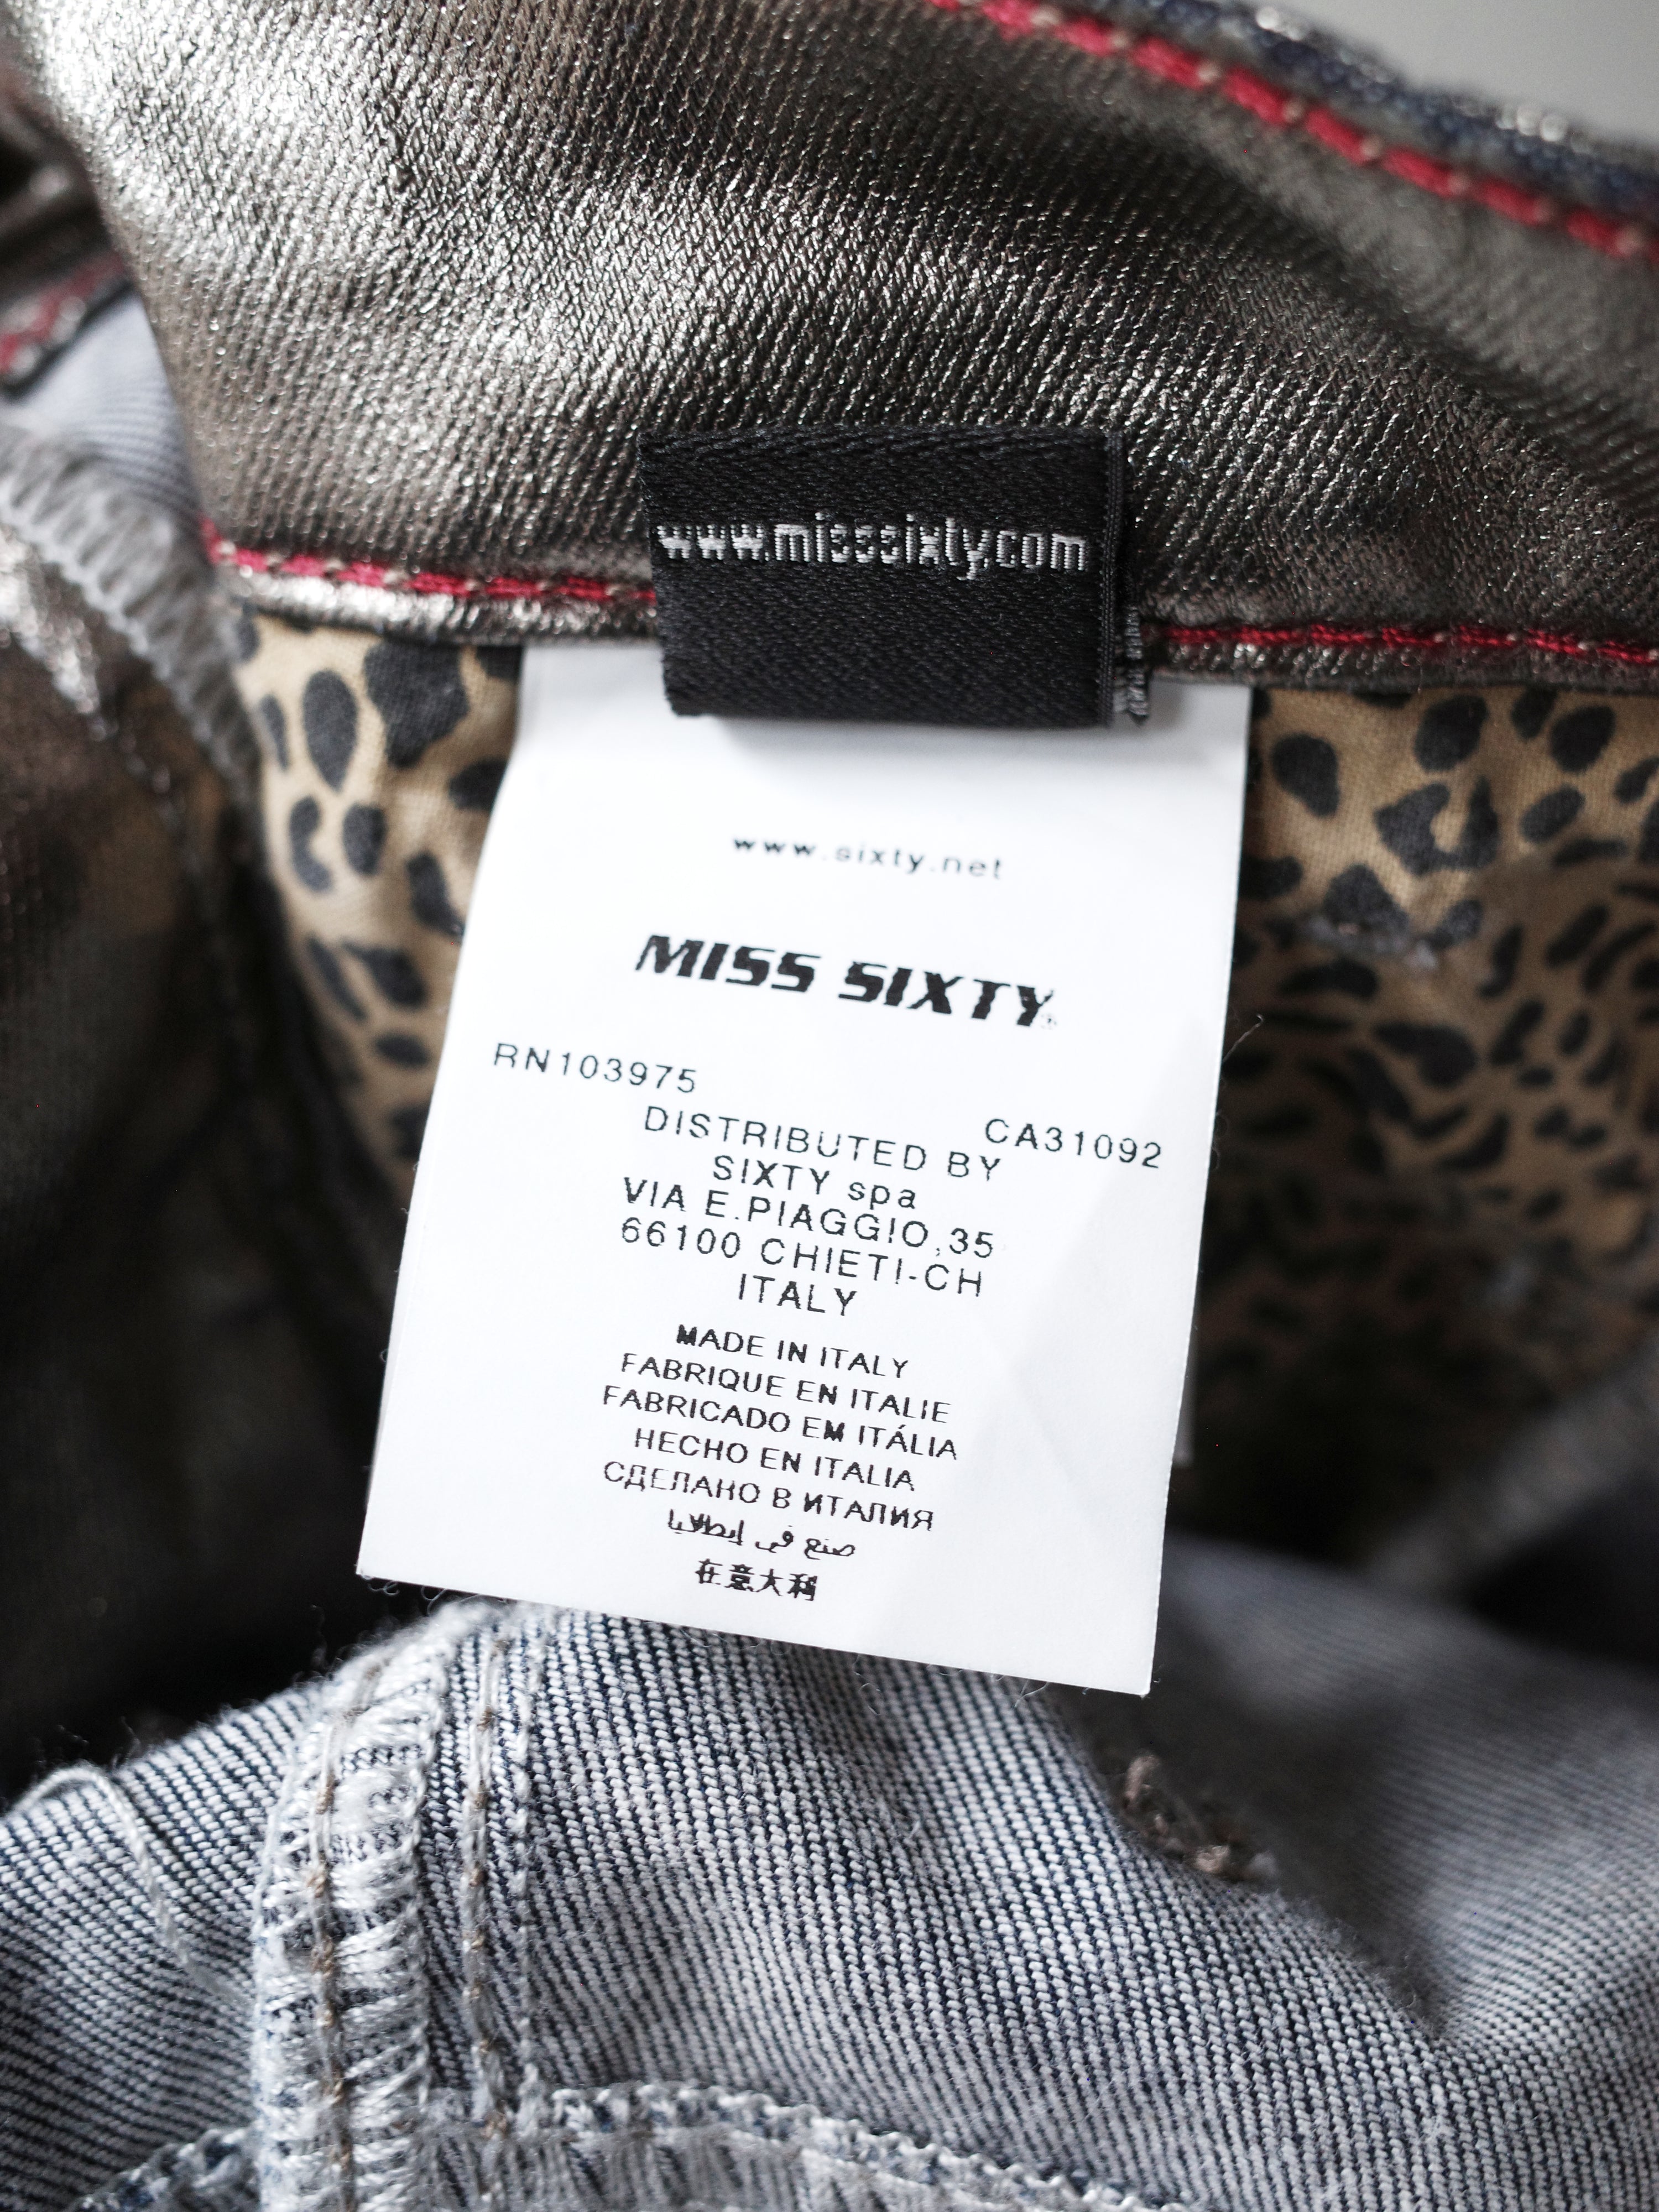 www.misssixty.com
www.sixty.net
MISS SIXTY
RN103975
CA31092
DISTRIBUTED BY
SIXTY spa
VIA E.PIAGGIO,35
66100 CHIETI-CH
ITALY
MADE IN ITALY
FABRIQUE EN ITALIE
FABRICADO EM ITÁLIA
HECHO EN ITALIA
СДЕЛАНО В ИТАЛИЯ
صنع في إيطاليا
在意大科